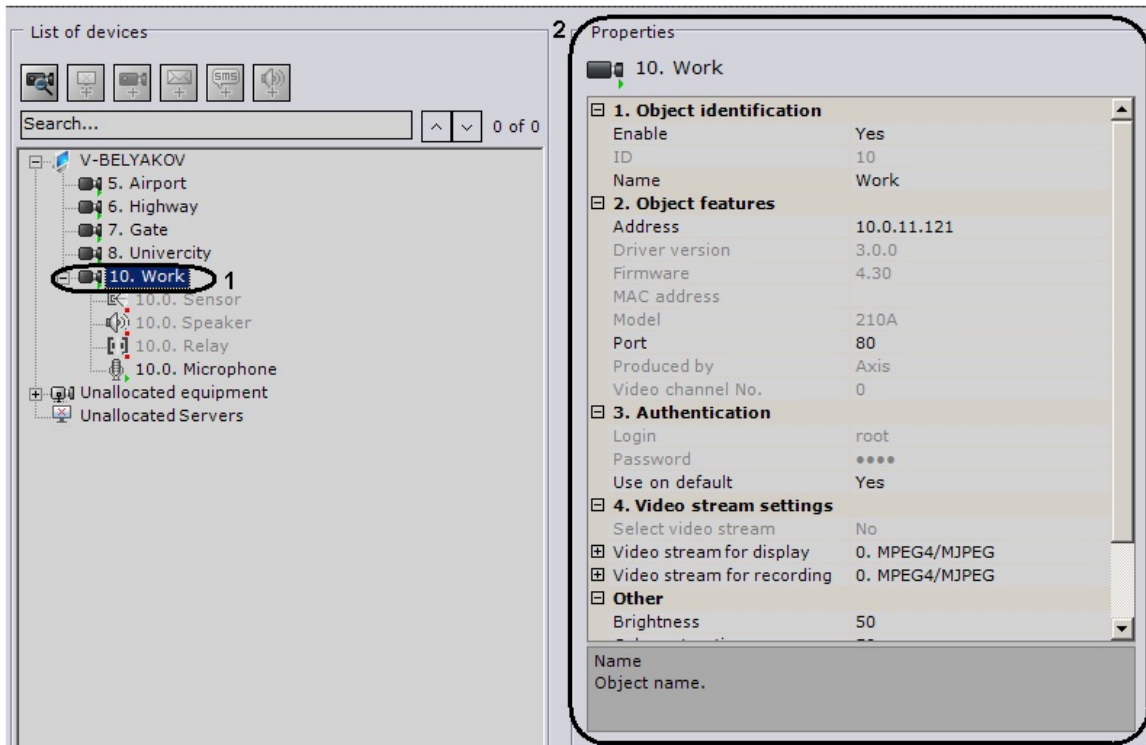 List of devices
Search... 0 of 0
V-BELYAKOV
5. Airport
6. Highway
7. Gate
8. Univercity
10. Work 1
10.0. Sensor
10.0. Speaker
10.0. Relay
10.0. Microphone
Unallocated equipment
Unallocated Servers
2
Properties
10. Work
1. Object identification
Enable Yes
ID 10
Name Work
2. Object features
Address 10.0.11.121
Driver version 3.0.0
Firmware 4.30
MAC address
Model 210A
Port 80
Produced by Axis
Video channel No. 0
3. Authentication
Login root
Password ••••
Use on default Yes
4. Video stream settings
Select video stream No
Video stream for display 0. MPEG4/MJPEG
Video stream for recording 0. MPEG4/MJPEG
Other
Brightness 50
Name
Object name.